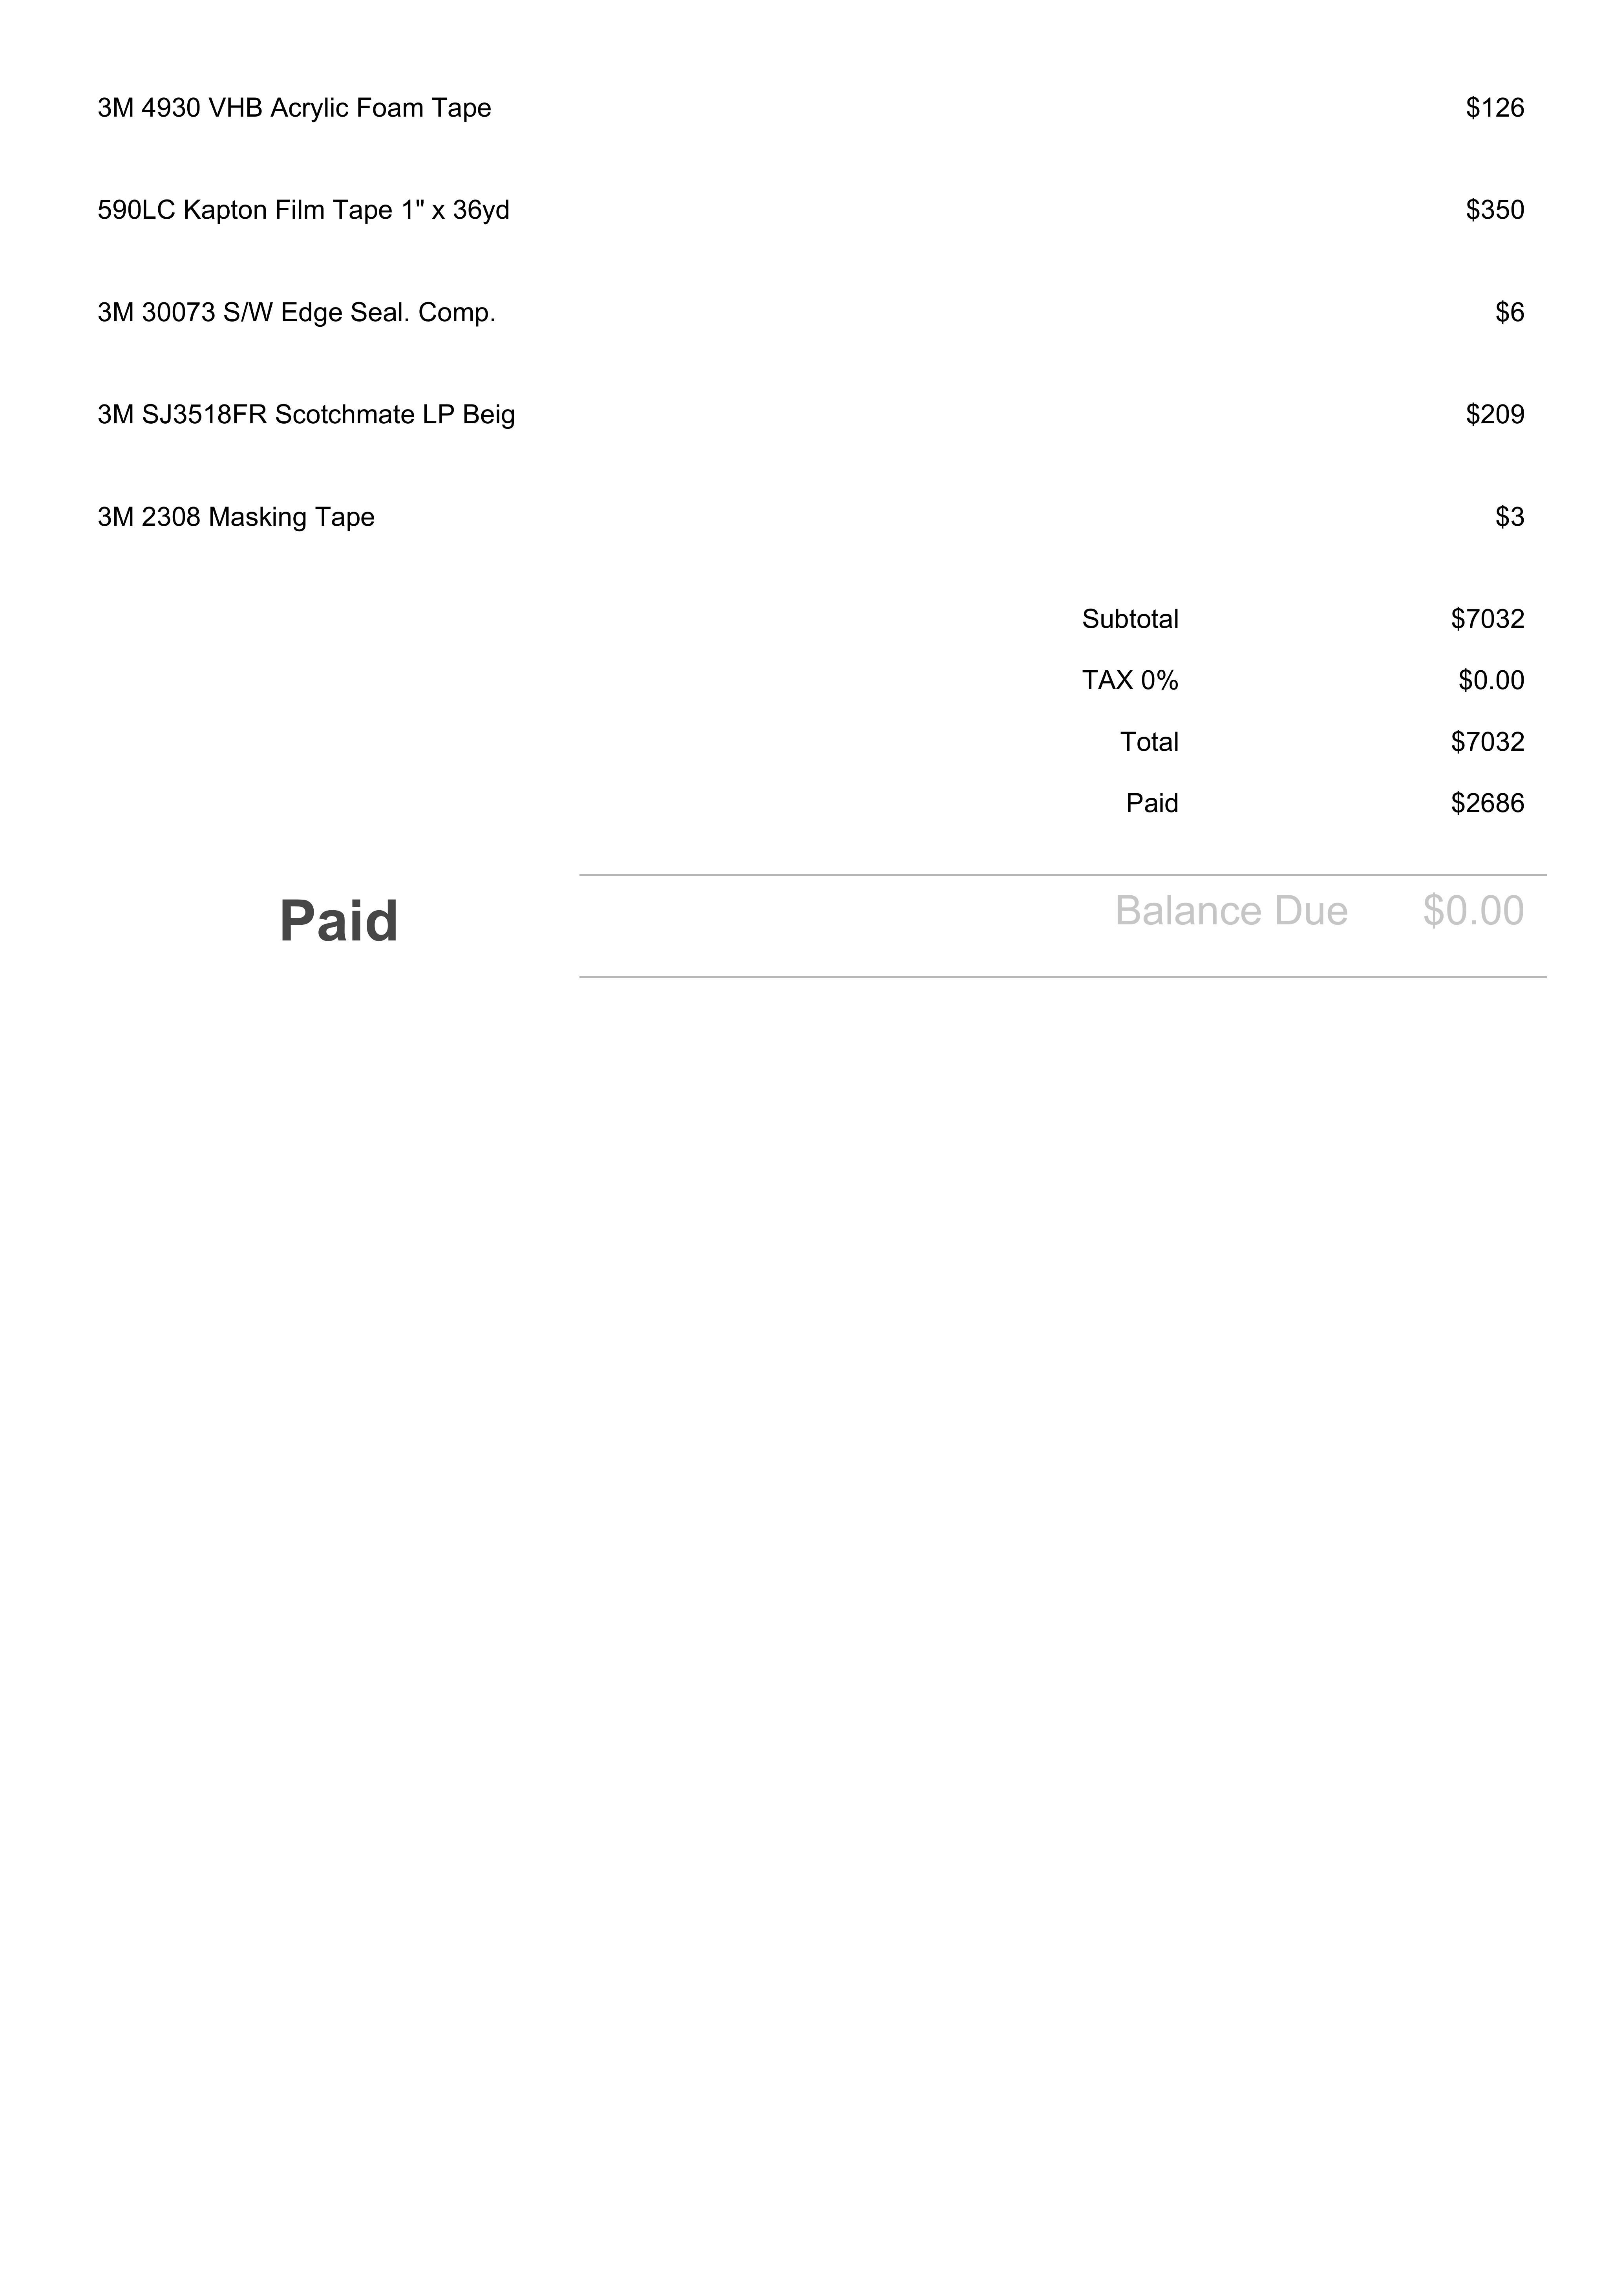 3M 4930 VHB Acrylic Foam Tape $126
590LC Kapton Film Tape 1" x 36yd $350
3M 30073 S/W Edge Seal. Comp. $6
3M SJ3518FR Scotchmate LP Beig $209
3M 2308 Masking Tape $3
Subtotal $7032
TAX 0% $0.00
Total $7032
Paid $2686
Paid Balance Due $0.00